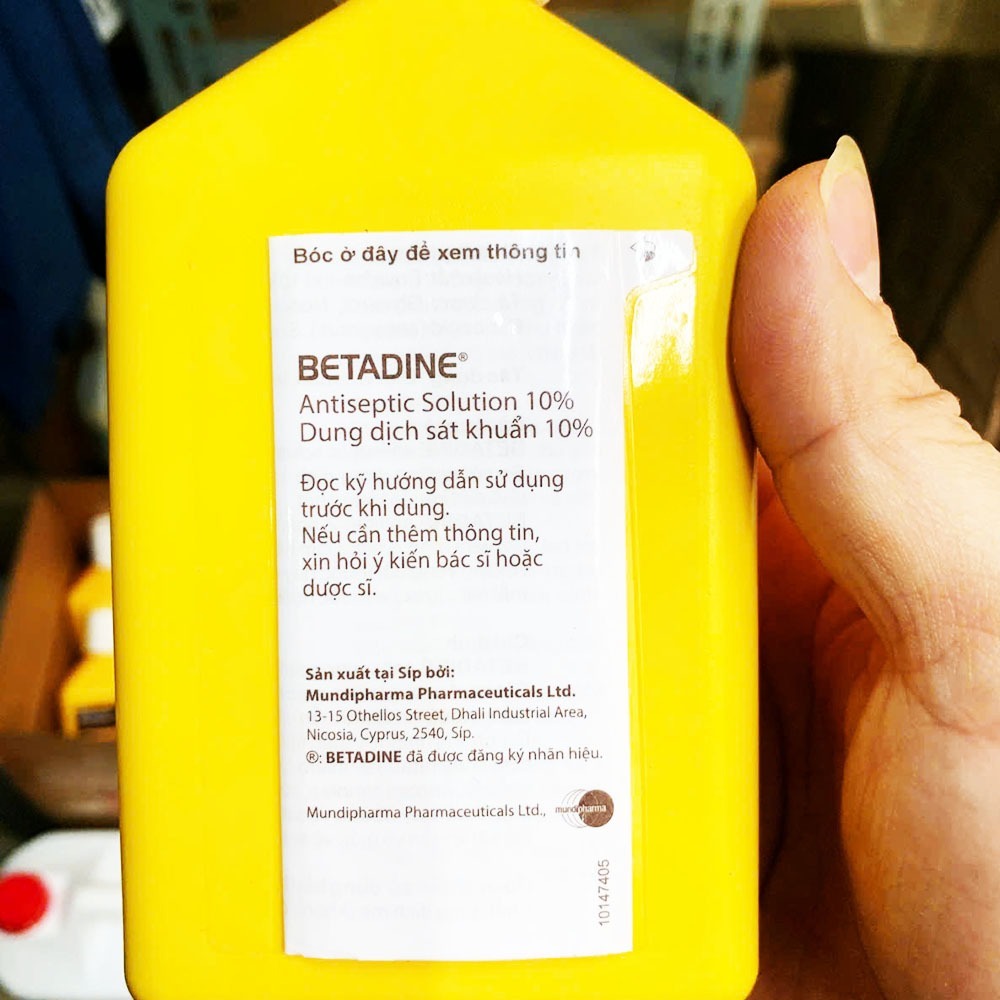 Bóc ở đây để xem thông tin
BETADINE®
Antiseptic Solution 10%
Dung dịch sát khuẩn 10%
Đọc kỹ hướng dẫn sử dụng
trước khi dùng.
Nếu cần thêm thông tin,
xin hỏi ý kiến bác sĩ hoặc
dược sĩ.
Sản xuất tại Síp bởi:
Mundipharma Pharmaceuticals Ltd.
13-15 Othellos Street, Dhali Industrial Area,
Nicosia, Cyprus, 2540, Síp.
®: BETADINE đã được đăng ký nhãn hiệu.
Mundipharma Pharmaceuticals Ltd.,
mundipharma
10147405